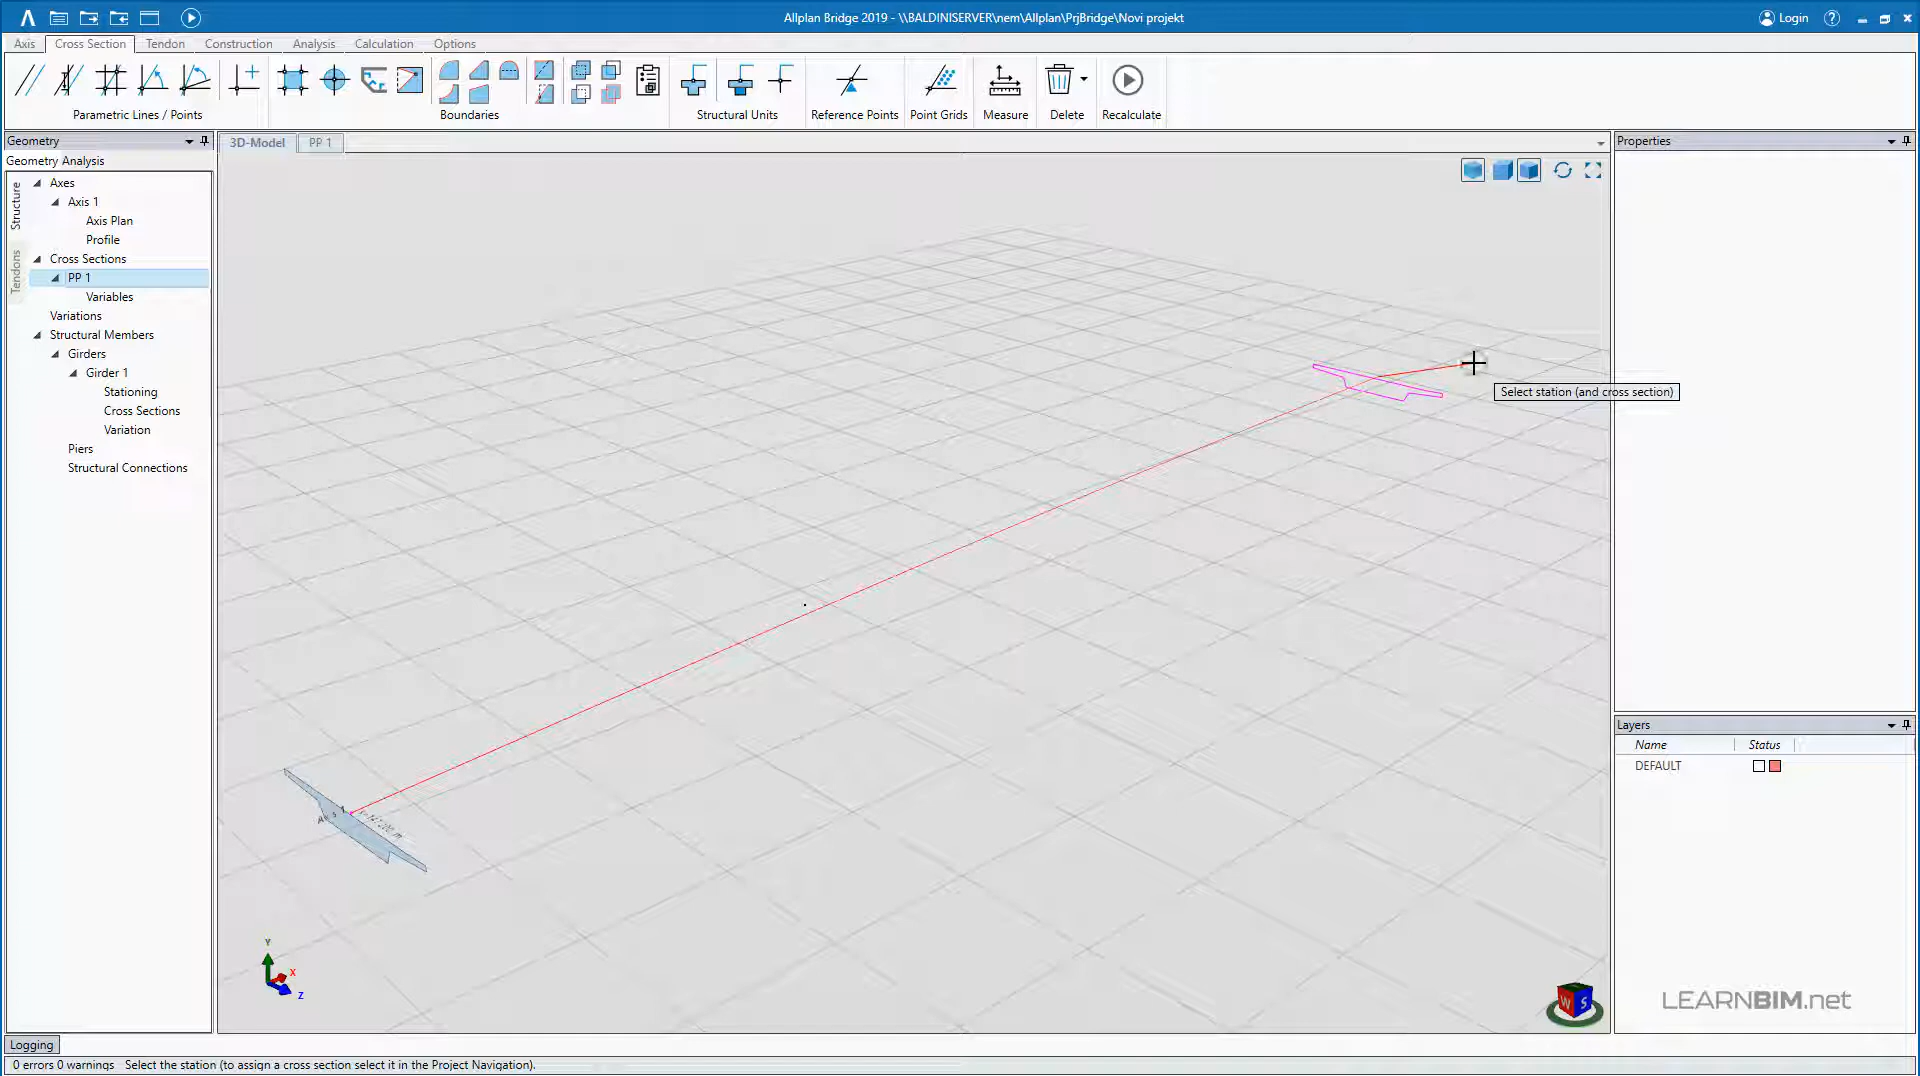 Allplan Bridge 2019 - \\BALDINISERVER\nem\Allplan\PrjBridge\Novi projekt
Login
Axis
Cross Section
Tendon
Construction
Analysis
Calculation
Options
Parametric Lines / Points
Boundaries
Structural Units
Reference Points
Point Grids
Measure
Delete
Recalculate
Geometry
Geometry Analysis
Structure
Tendons
Axes
Axis 1
Axis Plan
Profile
Cross Sections
PP 1
Variables
Variations
Structural Members
Girders
Girder 1
Stationing
Cross Sections
Variation
Piers
Structural Connections
3D-Model
PP 1
Select station (and cross section)
Y
X
Z
W S
Properties
Layers
Name Status
DEFAULT
LEARNBIM.net
Logging
0 errors 0 warnings Select the station (to assign a cross section select it in the Project Navigation).